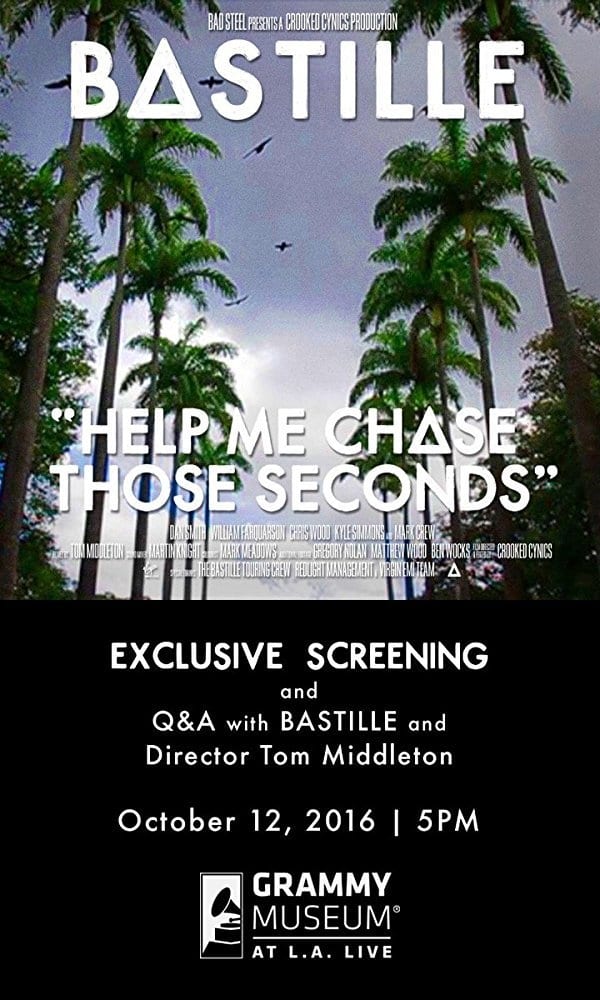 BAD STEEL PRESENTS A CROOKED CYNICS PRODUCTION
BASTILLE
“HELP ME CHASE
THOSE SECONDS”
DAN SMITH WILLIAM FARQUARSON CHRIS WOOD KYLE SIMMONS MARK CREW
TOM MIDDLETON MARTIN KNIGHT MARK MEADOWS GREGORY NOLAN MATTHEW WOOD BEN WOCKS CROOKED CYNICS
THE BASTILLE TOURING CREW REDLIGHT MANAGEMENT VIRGIN EMI TEAM
EXCLUSIVE SCREENING
and
Q&A with BASTILLE and
Director Tom Middleton
October 12, 2016 | 5PM
GRAMMY
MUSEUM®
AT L.A. LIVE